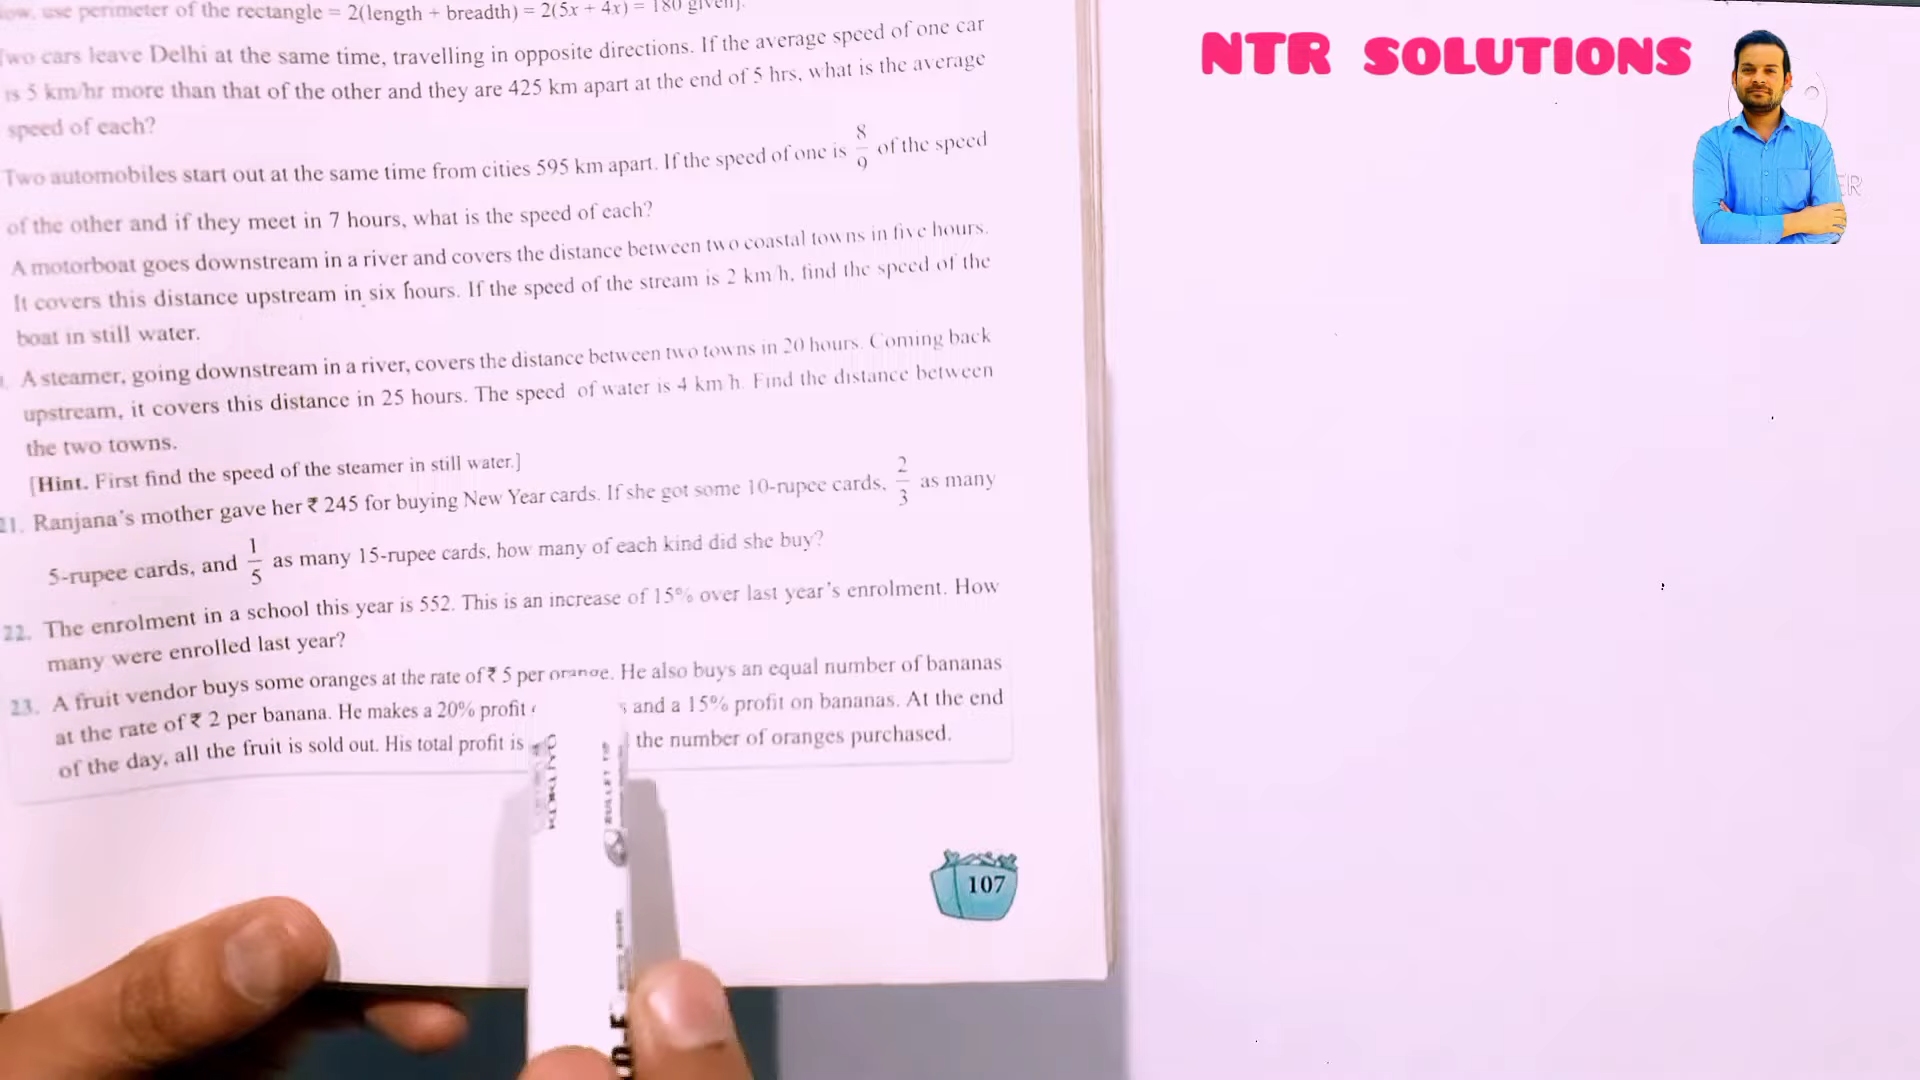 now, use perimeter of the rectangle = 2(length + breadth) = 2(5x + 4x) = 180 given].
Two cars leave Delhi at the same time, travelling in opposite directions. If the average speed of one car
is 5 km/hr more than that of the other and they are 425 km apart at the end of 5 hrs, what is the average
speed of each?
Two automobiles start out at the same time from cities 595 km apart. If the speed of one is 8/9 of the speed
of the other and if they meet in 7 hours, what is the speed of each?
A motorboat goes downstream in a river and covers the distance between two coastal towns in five hours.
It covers this distance upstream in six hours. If the speed of the stream is 2 km/h, find the speed of the
boat in still water.
A steamer, going downstream in a river, covers the distance between two towns in 20 hours. Coming back
upstream, it covers this distance in 25 hours. The speed of water is 4 km/h. Find the distance between
the two towns.
[Hint. First find the speed of the steamer in still water.]
21. Ranjana's mother gave her ₹ 245 for buying New Year cards. If she got some 10-rupee cards, 2/3 as many
5-rupee cards, and 1/5 as many 15-rupee cards, how many of each kind did she buy?
22. The enrolment in a school this year is 552. This is an increase of 15% over last year's enrolment. How
many were enrolled last year?
23. A fruit vendor buys some oranges at the rate of ₹ 5 per orange. He also buys an equal number of bananas
at the rate of ₹ 2 per banana. He makes a 20% profit and a 15% profit on bananas. At the end
of the day, all the fruit is sold out. His total profit is the number of oranges purchased.
107
NTR SOLUTIONS